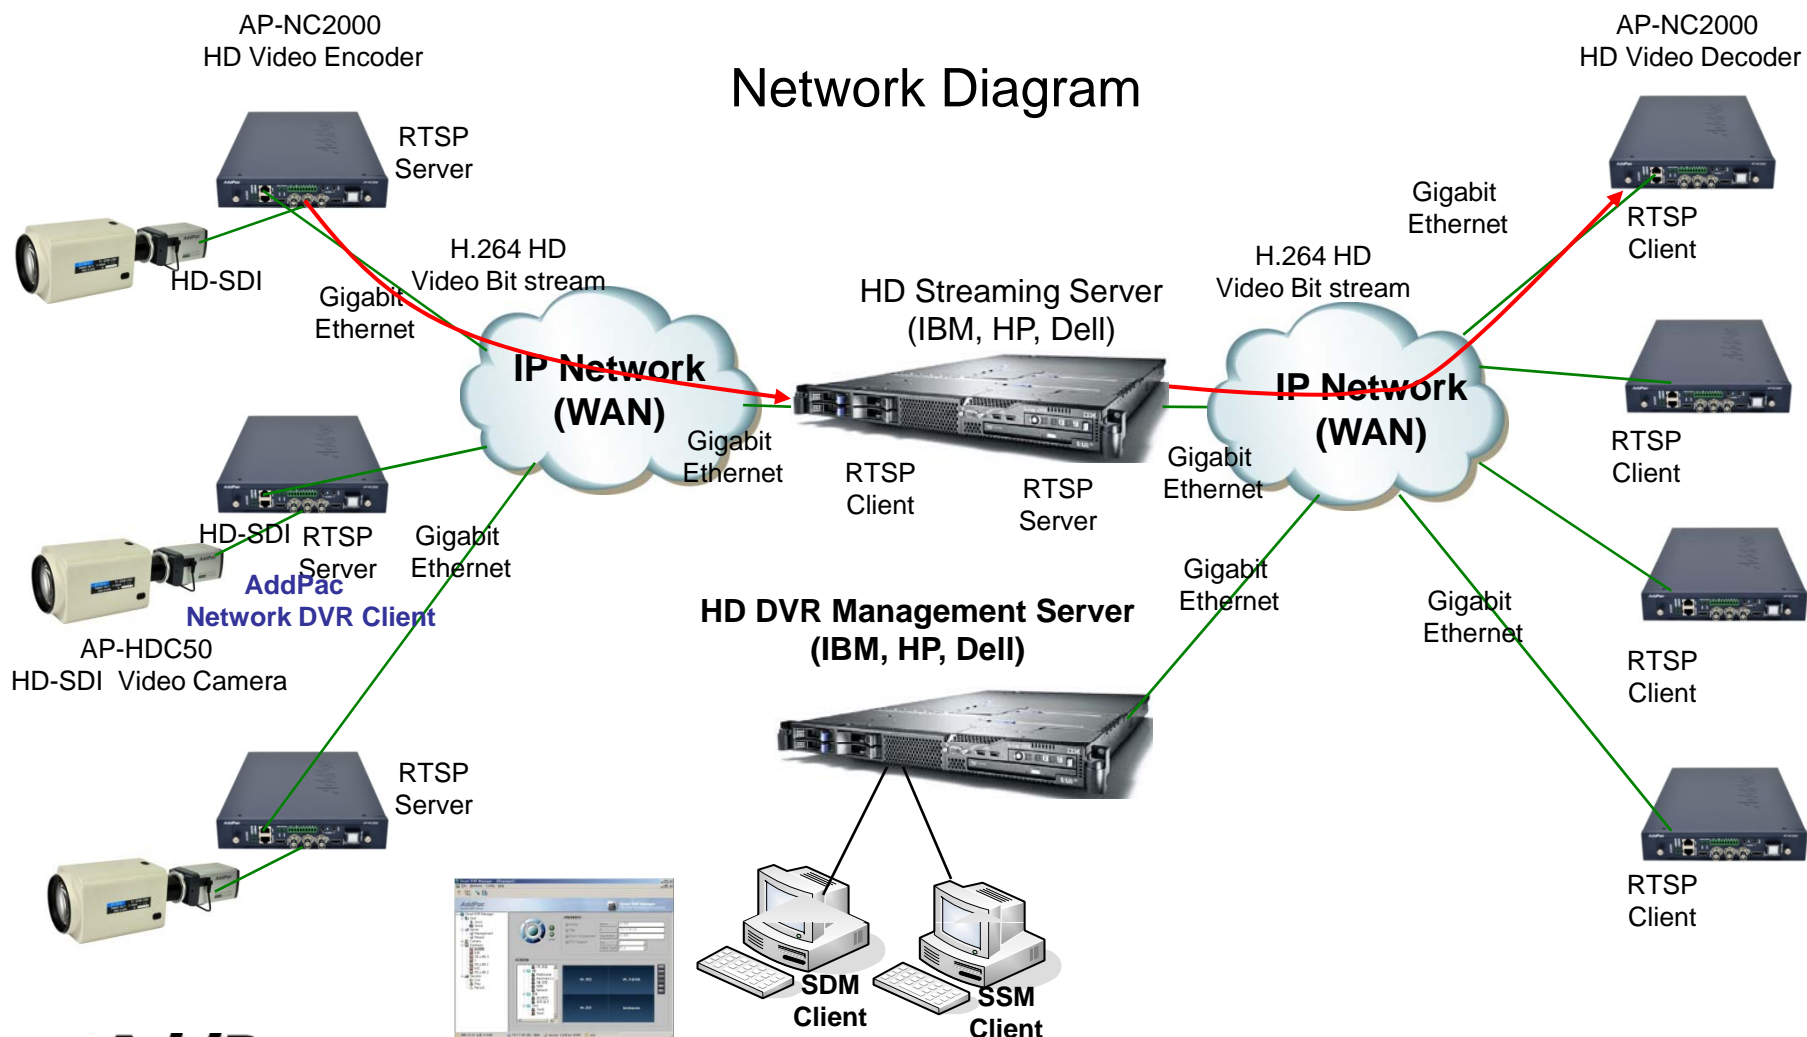 AP-NC2000
HD Video Encoder
AP-NC2000
HD Video Decoder
Network Diagram
RTSP
Server
HD-SDI
Gigabit
Ethernet
H.264 HD
Video Bit stream
IP Network
(WAN)
Gigabit
Ethernet
HD Streaming Server
(IBM, HP, Dell)
RTSP
Client
RTSP
Server
H.264 HD
Video Bit stream
IP Network
(WAN)
Gigabit
Ethernet
Gigabit
Ethernet
RTSP
Client
RTSP
Client
HD-SDI
RTSP
Server
Gigabit
Ethernet
AddPac
Network DVR Client
AP-HDC50
HD-SDI Video Camera
HD DVR Management Server
(IBM, HP, Dell)
Gigabit
Ethernet
Gigabit
Ethernet
RTSP
Client
RTSP
Server
RTSP
Client
AddPac
SDM
Client
SSM
Client